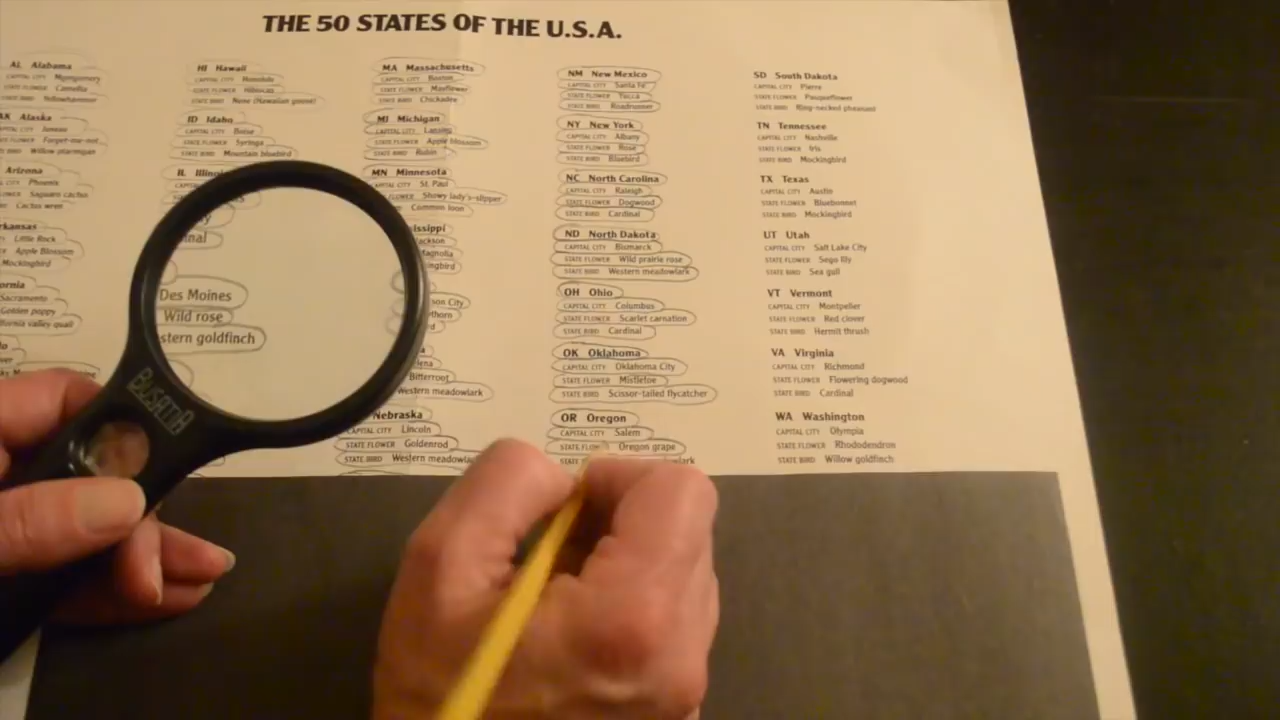 THE 50 STATES OF THE U.S.A.
AL Alabama
CAPITAL CITY Montgomery
STATE FLOWER Camellia
STATE BIRD Yellowhammer
AK Alaska
CAPITAL CITY Juneau
STATE FLOWER Forget-me-not
STATE BIRD Willow ptarmigan
Arizona
Phoenix
Saguaro cactus
Cactus wren
Little Rock
Apple Blossom
Mockingbird
Sacramento
Golden poppy
valley quail
HI Hawaii
CAPITAL CITY Honolulu
STATE FLOWER Hibiscus
STATE BIRD Nene (Hawaiian goose)
ID Idaho
CAPITAL CITY Boise
STATE FLOWER Syringa
STATE BIRD Mountain bluebird
IL
Des Moines
Wild rose
stern goldfinch
BUSATIA
MA Massachusetts
CAPITAL CITY Boston
STATE FLOWER Mayflower
STATE BIRD Chickadee
MI Michigan
CAPITAL CITY Lansing
STATE FLOWER Apple blossom
STATE BIRD Robin
MN Minnesota
CAPITAL CITY St. Paul
FLOWER Showy lady's-slipper
Common loon
issippi
Jackson
Magnolia
ngbird
son City
Bitterroot
Western meadowlark
Nebraska
CAPITAL CITY Lincoln
STATE FLOWER Goldenrod
STATE BIRD Western meadowlark
NM New Mexico
CAPITAL CITY Santa Fe
STATE FLOWER Yucca
STATE BIRD Roadrunner
NY New York
CAPITAL CITY Albany
STATE FLOWER Rose
STATE BIRD Bluebird
NC North Carolina
CAPITAL CITY Raleigh
STATE FLOWER Dogwood
STATE BIRD Cardinal
ND North Dakota
CAPITAL CITY Bismarck
STATE FLOWER Wild prairie rose
STATE BIRD Western meadowlark
OH Ohio
CAPITAL CITY Columbus
STATE FLOWER Scarlet carnation
STATE BIRD Cardinal
OK Oklahoma
CAPITAL CITY Oklahoma City
STATE FLOWER Mistletoe
STATE BIRD Scissor-tailed flycatcher
OR Oregon
CAPITAL CITY Salem
STATE FLOW Oregon grape
STATE wlark
SD South Dakota
CAPITAL CITY Pierre
STATE FLOWER Pasqueflower
STATE BIRD Ring-necked pheasant
TN Tennessee
CAPITAL CITY Nashville
STATE FLOWER Iris
STATE BIRD Mockingbird
TX Texas
CAPITAL CITY Austin
STATE FLOWER Bluebonnet
STATE BIRD Mockingbird
UT Utah
CAPITAL CITY Salt Lake City
STATE FLOWER Sego lily
STATE BIRD Sea gull
VT Vermont
CAPITAL CITY Montpelier
STATE FLOWER Red clover
STATE BIRD Hermit thrush
VA Virginia
CAPITAL CITY Richmond
STATE FLOWER Flowering dogwood
STATE BIRD Cardinal
WA Washington
CAPITAL CITY Olympia
STATE FLOWER Rhododendron
STATE BIRD Willow goldfinch